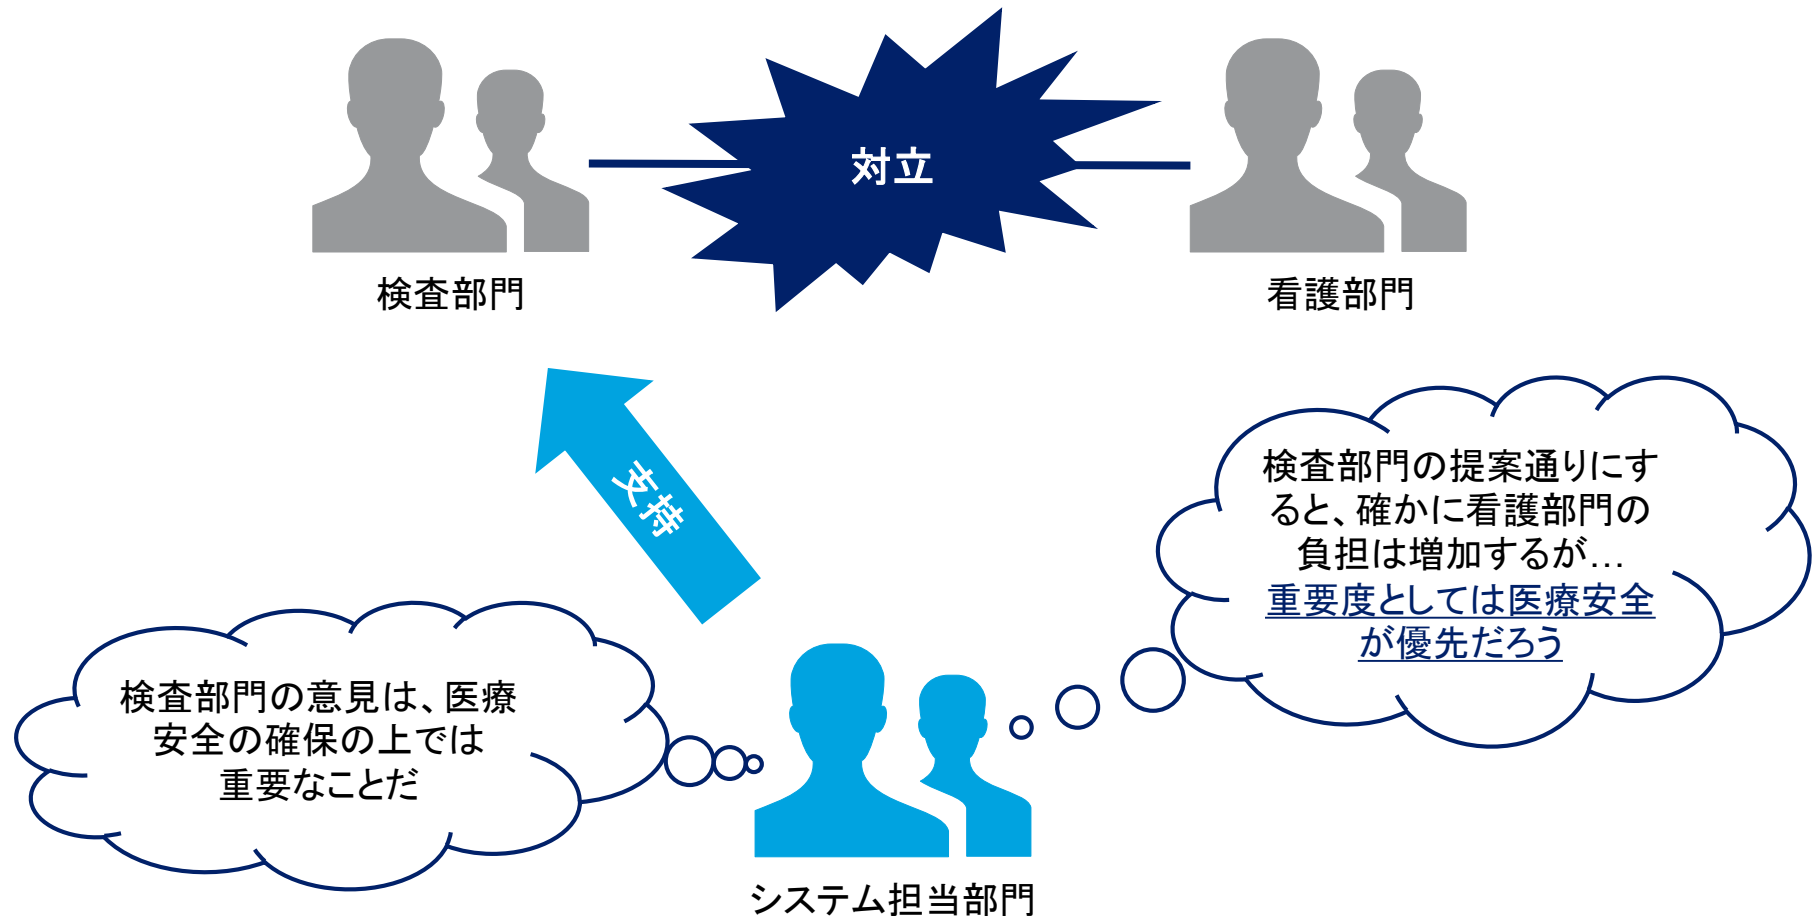 対立
検査部門
看護部門
支持
検査部門の提案通りにす
ると、確かに看護部門の
負担は増加するが…
重要度としては医療安全
が優先だろう
検査部門の意見は、医療
安全の確保の上では
重要なことだ
システム担当部門